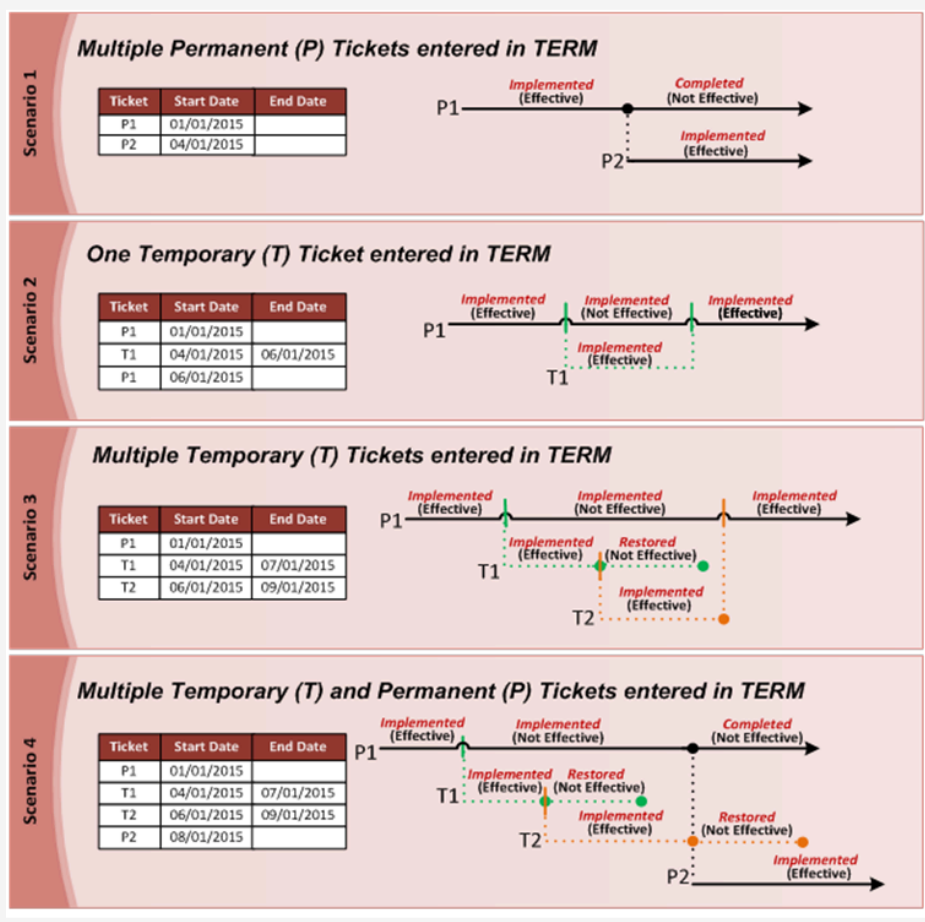 Scenario 1
Multiple Permanent (P) Tickets entered in TERM
Ticket Start Date End Date
P1 01/01/2015
P2 04/01/2015
Implemented Completed
(Effective) (Not Effective)
P1
Implemented
(Effective)
P2
Scenario 2
One Temporary (T) Ticket entered in TERM
Ticket Start Date End Date
P1 01/01/2015
T1 04/01/2015 06/01/2015
P1 06/01/2015
Implemented Implemented Implemented
(Effective) (Not Effective) (Effective)
P1
Implemented
(Effective)
T1
Scenario 3
Multiple Temporary (T) Tickets entered in TERM
Ticket Start Date End Date
P1 01/01/2015
T1 04/01/2015 07/01/2015
T2 06/01/2015 09/01/2015
Implemented Implemented Implemented
(Effective) (Not Effective) (Effective)
P1
Implemented Restored
(Effective) (Not Effective)
T1
Implemented
(Effective)
T2
Scenario 4
Multiple Temporary (T) and Permanent (P) Tickets entered in TERM
Ticket Start Date End Date
P1 01/01/2015
T1 04/01/2015 07/01/2015
T2 06/01/2015 09/01/2015
P2 08/01/2015
Implemented Implemented Completed
(Effective) (Not Effective) (Not Effective)
P1
Implemented Restored
(Effective) (Not Effective)
T1
Implemented Restored
(Effective) (Not Effective)
T2
Implemented
(Effective)
P2